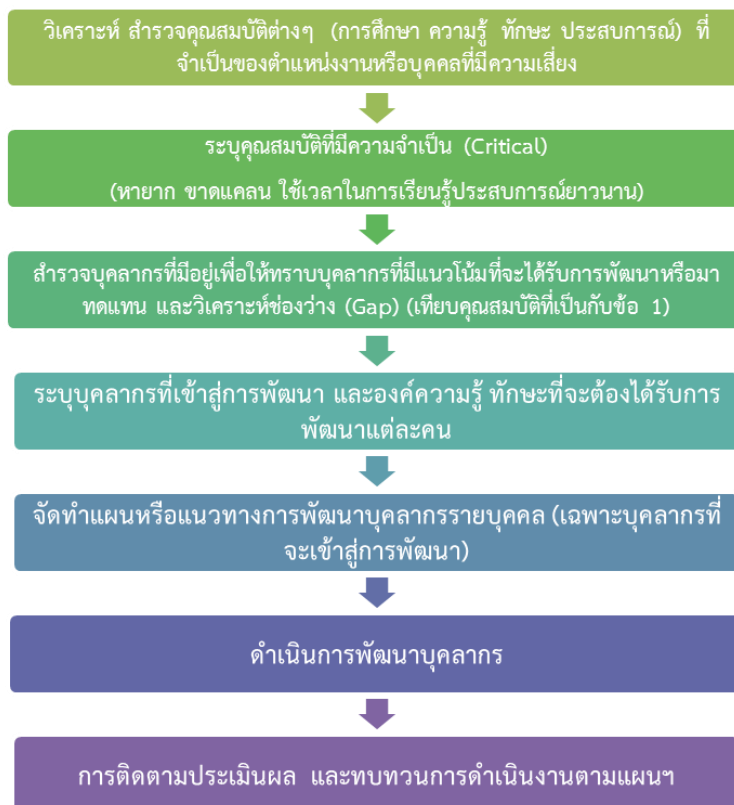 วิเคราะห์ สำรวจคุณสมบัติต่างๆ (การศึกษา ความรู้ ทักษะ ประสบการณ์) ที่
จำเป็นของตำแหน่งงานหรือบุคคลที่มีความเสี่ยง
ระบุคุณสมบัติที่มีความจำเป็น (Critical)
(หายาก ขาดแคลน ใช้เวลาในการเรียนรู้ประสบการณ์ยาวนาน)
สำรวจบุคลากรที่มีอยู่เพื่อให้ทราบบุคลากรที่มีแนวโน้มที่จะได้รับการพัฒนาหรือมา
ทดแทน และวิเคราะห์ช่องว่าง (Gap) (เทียบคุณสมบัติที่เป็นกับข้อ 1)
ระบุบุคลากรที่เข้าสู่การพัฒนา และองค์ความรู้ ทักษะที่จะต้องได้รับการ
พัฒนาแต่ละคน
จัดทำแผนหรือแนวทางการพัฒนาบุคลากรรายบุคคล (เฉพาะบุคลากรที่
จะเข้าสู่การพัฒนา)
ดำเนินการพัฒนาบุคลากร
การติดตามประเมินผล และทบทวนการดำเนินงานตามแผนฯ